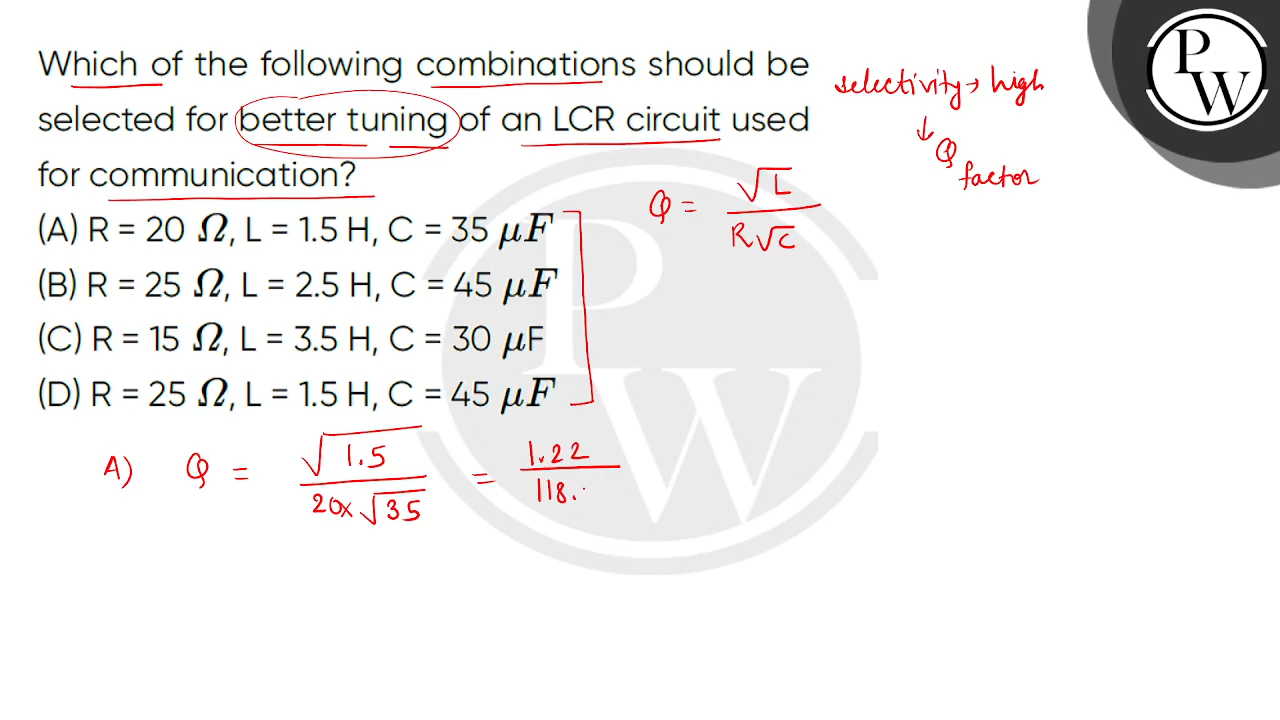 Which of the following combinations should be
selected for better tuning of an LCR circuit used
for communication?
(A) R = 20 Ω, L = 1.5 H, C = 35 μF
(B) R = 25 Ω, L = 2.5 H, C = 45 μF
(C) R = 15 Ω, L = 3.5 H, C = 30 μF
(D) R = 25 Ω, L = 1.5 H, C = 45 μF
selectivity → high
↓
Q
factor
Q = √L / R√C
A) Q = √1.5 / 20x √35 = 1.22 / 118.
P
W
P
W